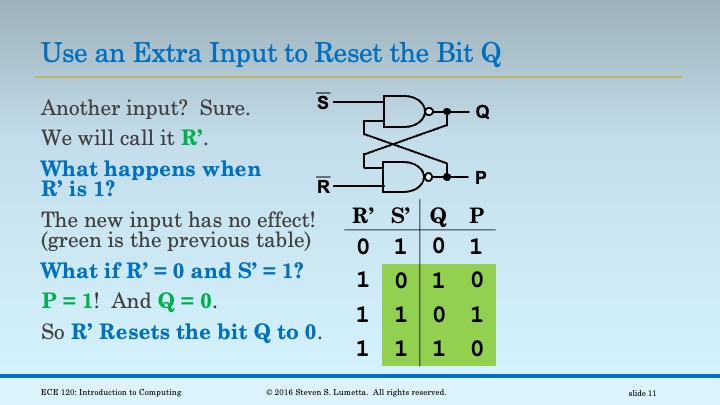 Use an Extra Input to Reset the Bit Q
Another input? Sure.
We will call it R’.
What happens when
R’ is 1?
The new input has no effect!
(green is the previous table)
What if R’ = 0 and S’ = 1?
P = 1! And Q = 0.
So R’ Resets the bit Q to 0.
S̅
Q
P
R̅
R’ S’ Q P
0 1 0 1
1 0 1 0
1 1 0 1
1 1 1 0
ECE 120: Introduction to Computing
© 2016 Steven S. Lumetta. All rights reserved.
slide 11